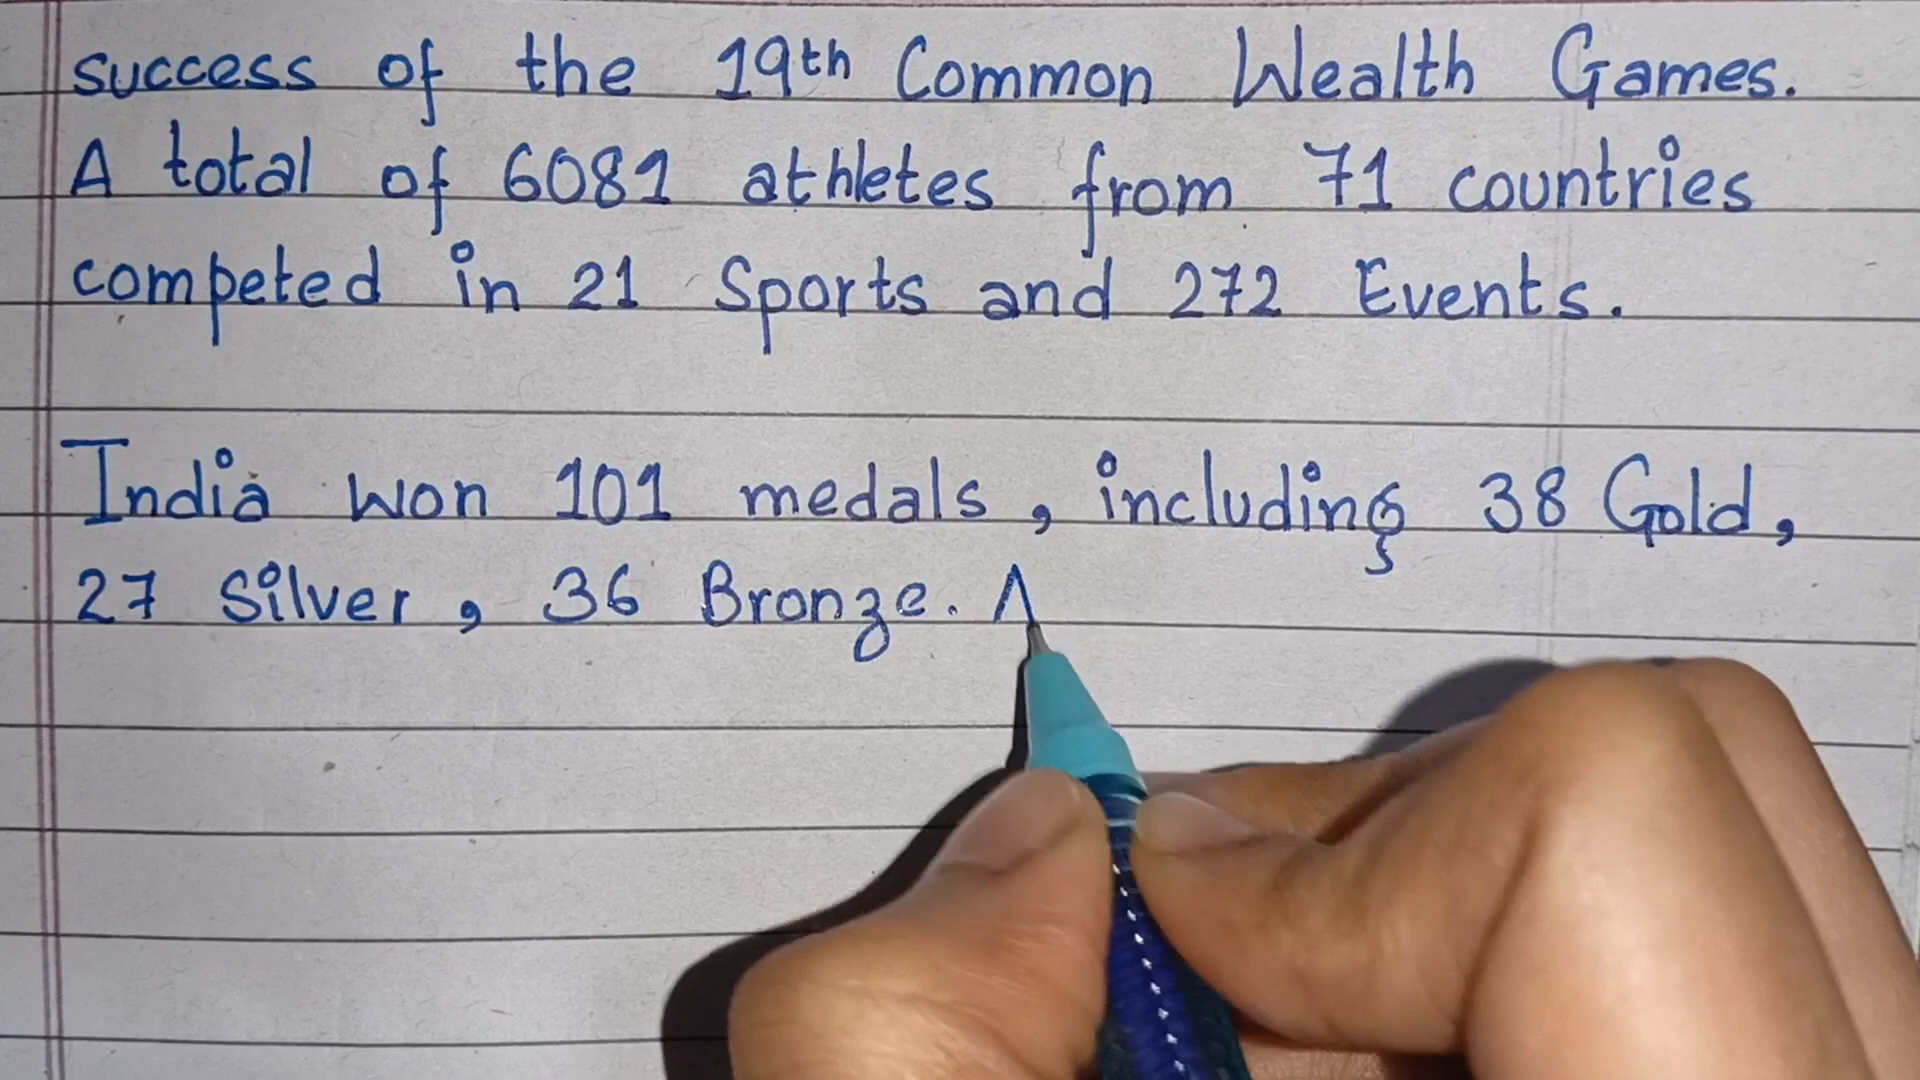 success of the 19th Common Wealth Games.
A total of 6081 athletes from 71 countries
competed in 21 Sports and 272 Events.
India won 101 medals, including 38 Gold,
27 Silver, 36 Bronze. A